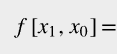 f [x₁, x₀] =